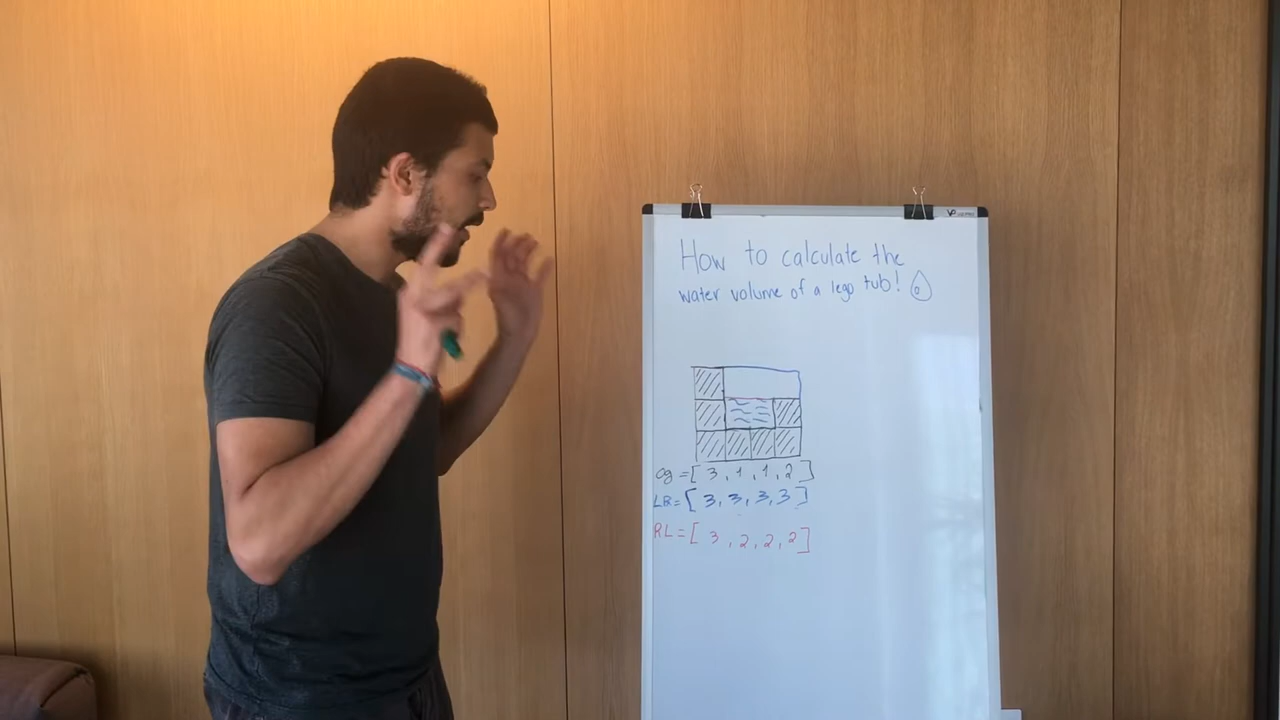 How to calculate the
water volume of a lego tub!
og = [ 3, 1, 1, 2 ]
LR = [ 3, 3, 3, 3 ]
RL = [ 3, 2, 2, 2 ]